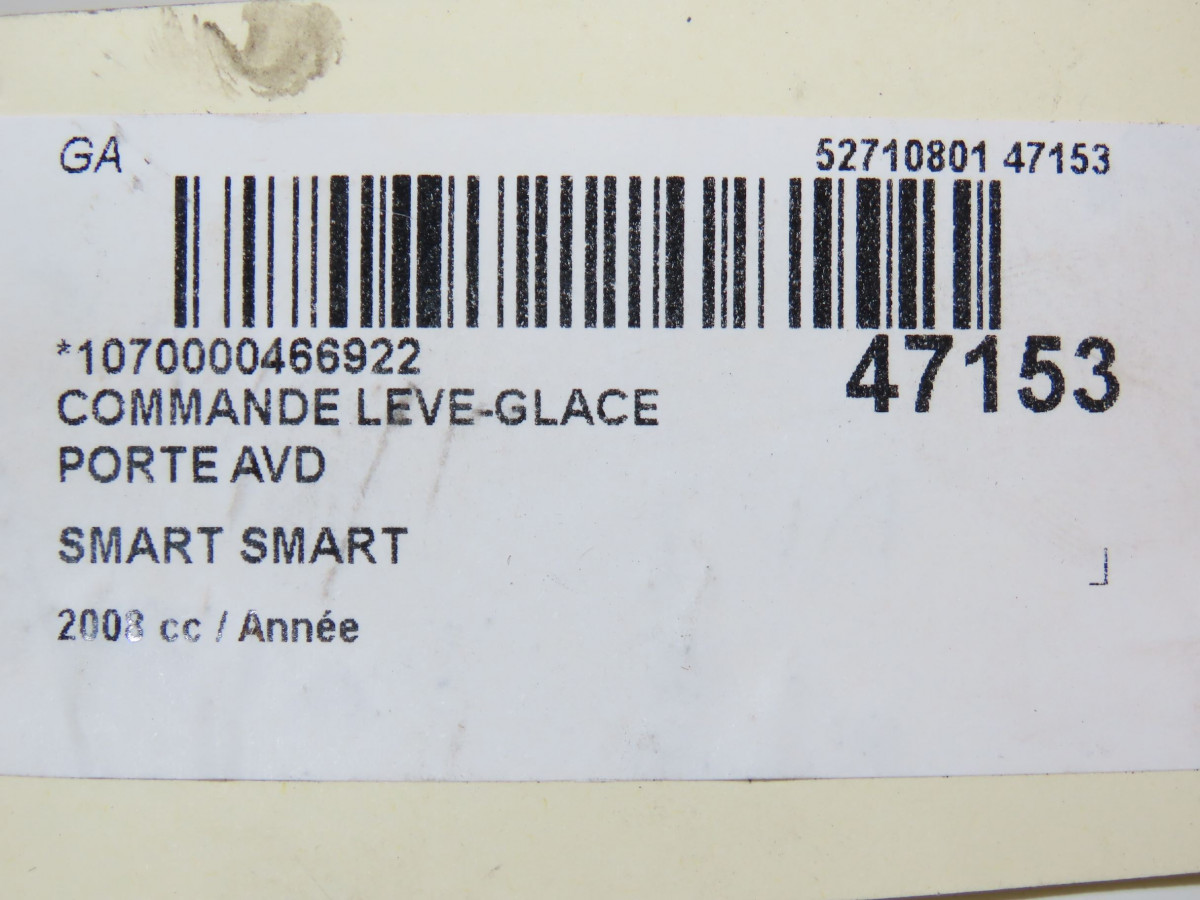 GA
52710801 47153
*1070000466922
47153
COMMANDE LEVE-GLACE
PORTE AVD
SMART SMART
2008 cc / Année